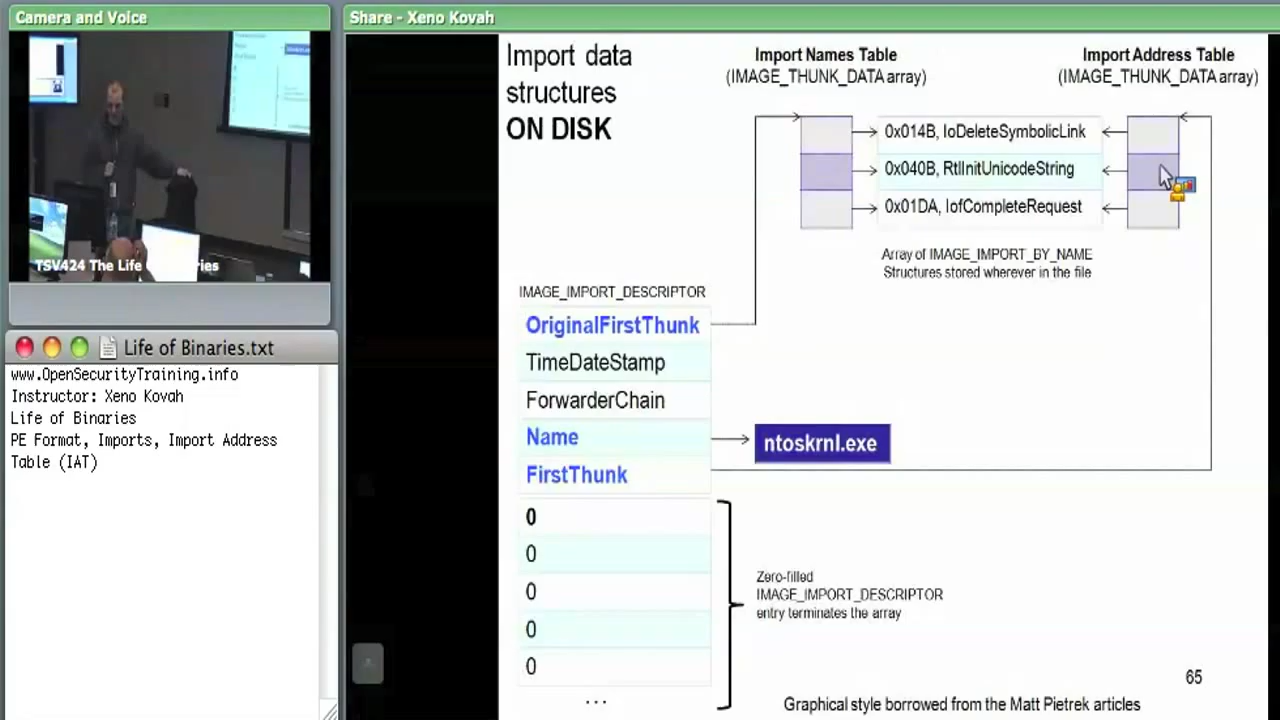 Camera and Voice
TSV424 The Life
Life of Binaries.txt
www.OpenSecurityTraining.info
Instructor: Xeno Kovah
Life of Binaries
PE Format, Imports, Import Address
Table (IAT)
Share - Xeno Kovah
Import data
structures
ON DISK
Import Names Table
(IMAGE_THUNK_DATA array)
Import Address Table
(IMAGE_THUNK_DATA array)
0x014B, IoDeleteSymbolicLink
0x040B, RtlInitUnicodeString
0x01DA, IofCompleteRequest
Array of IMAGE_IMPORT_BY_NAME
Structures stored wherever in the file
IMAGE_IMPORT_DESCRIPTOR
OriginalFirstThunk
TimeDateStamp
ForwarderChain
Name
FirstThunk
ntoskrnl.exe
0
0
0
0
0
...
Zero-filled
IMAGE_IMPORT_DESCRIPTOR
entry terminates the array
65
Graphical style borrowed from the Matt Pietrek articles